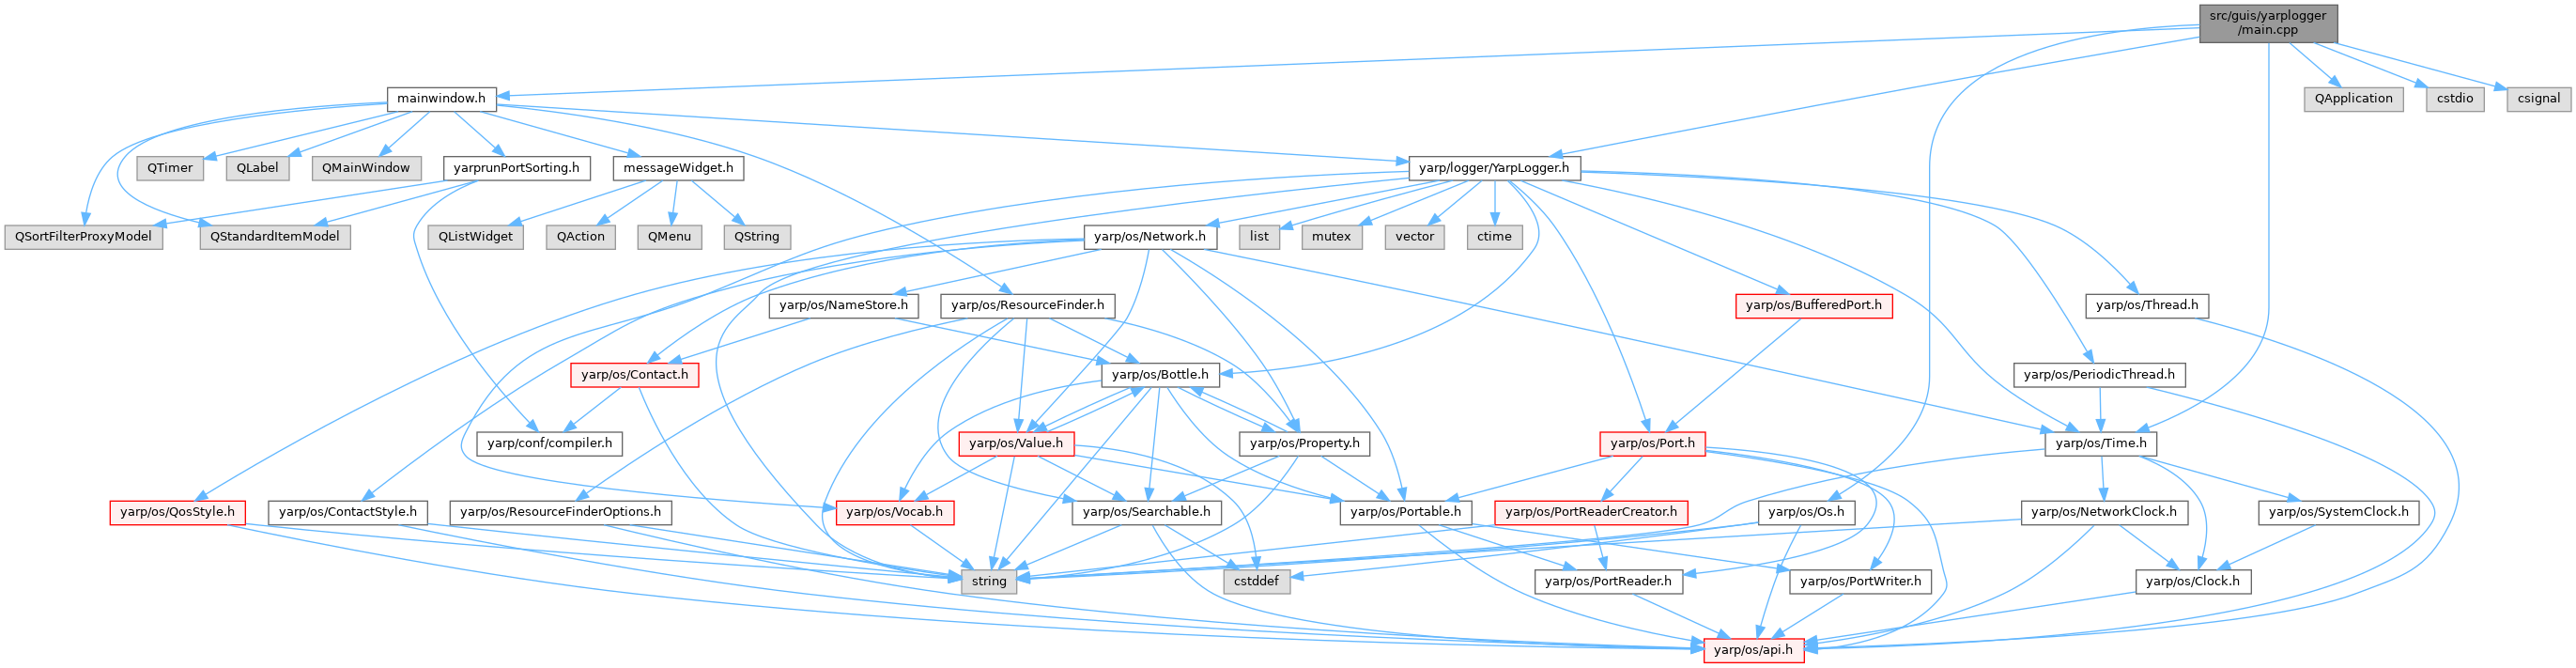 src/guis/yarplogger
/main.cpp
mainwindow.h
QApplication
cstdio
csignal
QTimer
QLabel
QMainWindow
yarprunPortSorting.h
messageWidget.h
yarp/logger/YarpLogger.h
QSortFilterProxyModel
QStandardItemModel
QListWidget
QAction
QMenu
QString
yarp/os/Network.h
list
mutex
vector
ctime
yarp/os/NameStore.h
yarp/os/ResourceFinder.h
yarp/os/BufferedPort.h
yarp/os/Thread.h
yarp/os/Contact.h
yarp/os/Bottle.h
yarp/os/PeriodicThread.h
yarp/conf/compiler.h
yarp/os/Value.h
yarp/os/Property.h
yarp/os/Port.h
yarp/os/Time.h
yarp/os/QosStyle.h
yarp/os/ContactStyle.h
yarp/os/ResourceFinderOptions.h
yarp/os/Vocab.h
yarp/os/Searchable.h
yarp/os/Portable.h
yarp/os/PortReaderCreator.h
yarp/os/Os.h
yarp/os/NetworkClock.h
yarp/os/SystemClock.h
string
cstddef
yarp/os/PortReader.h
yarp/os/PortWriter.h
yarp/os/Clock.h
yarp/os/api.h